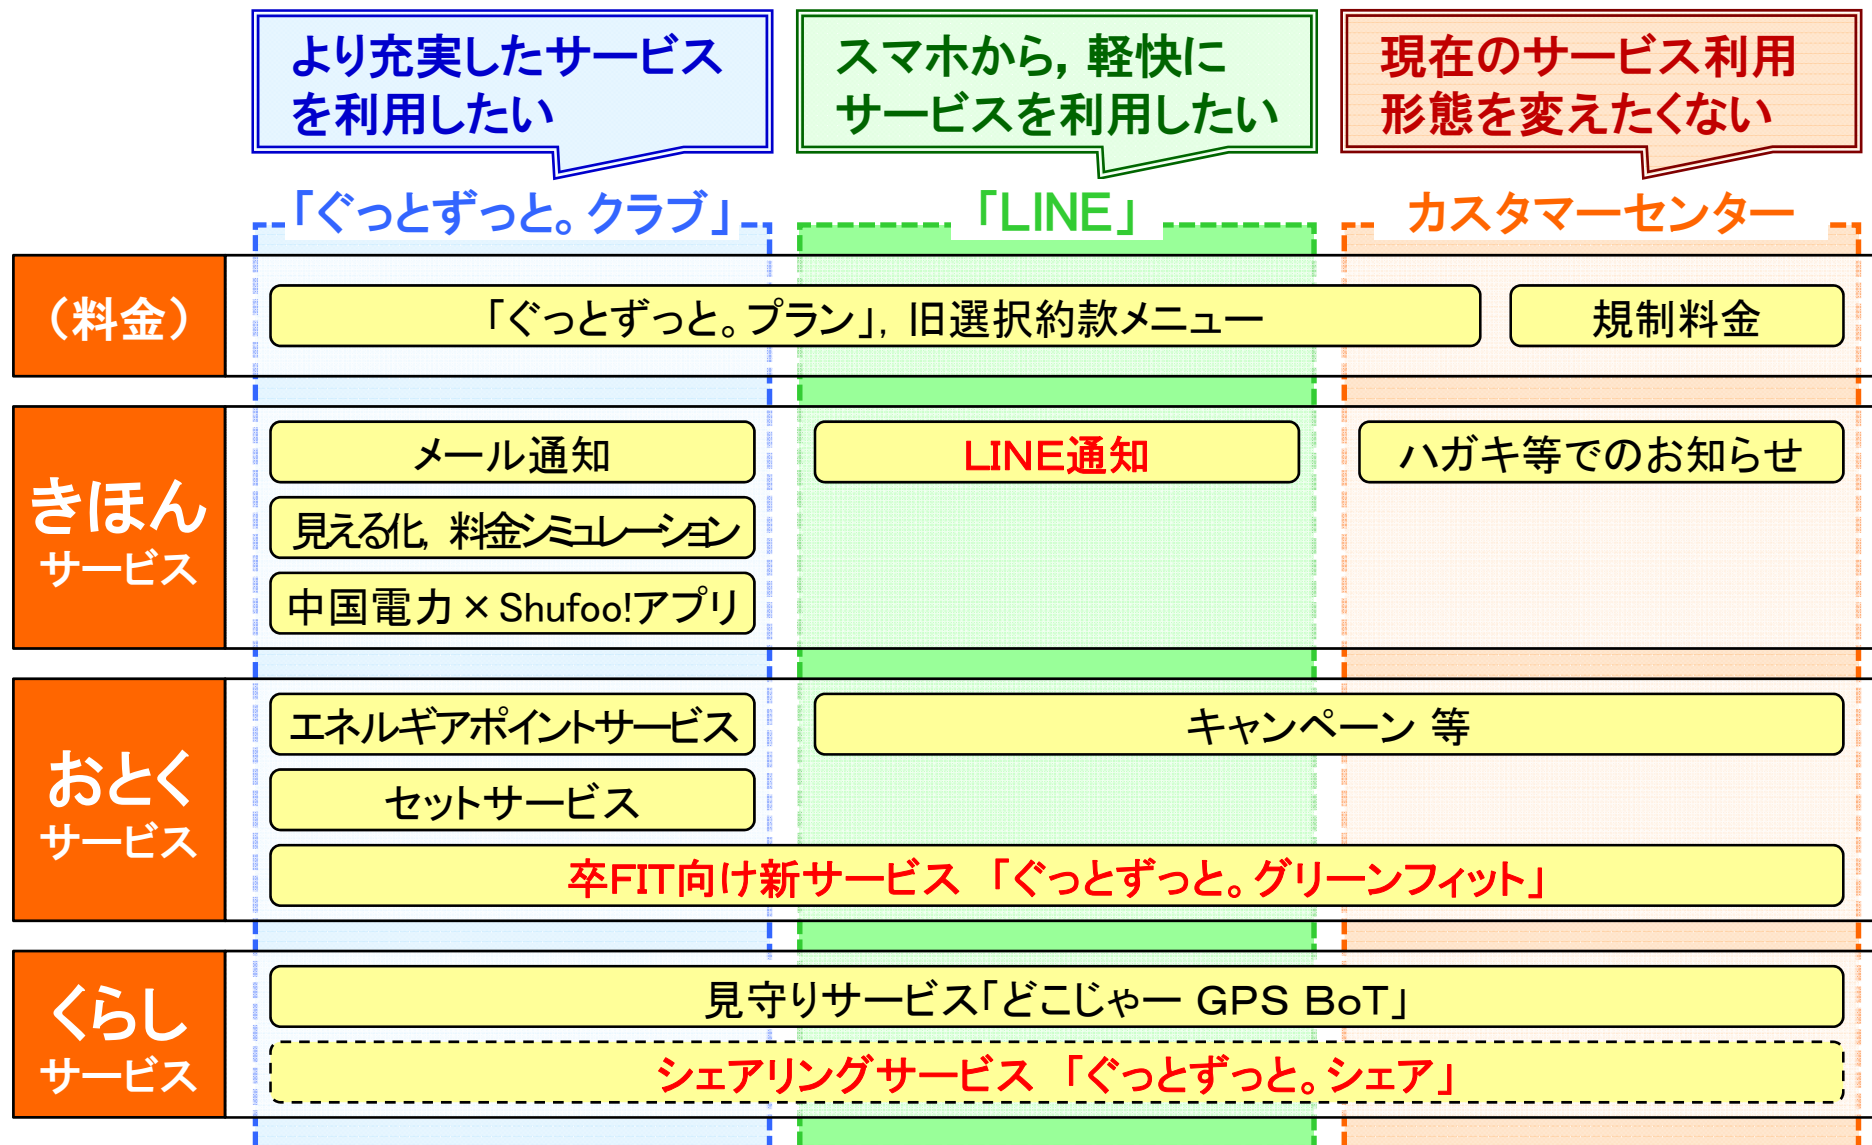 より充実したサービス
を利用したい
スマホから，軽快に
サービスを利用したい
現在のサービス利用
形態を変えたくない
「ぐっとずっと。クラブ」
「LINE」
カスタマーセンター
（料金）
「ぐっとずっと。プラン」，旧選択約款メニュー
規制料金
きほん
サービス
メール通知
LINE通知
ハガキ等でのお知らせ
見える化，料金シミュレーション
中国電力×Shufoo!アプリ
おとく
サービス
エネルギアポイントサービス
キャンペーン 等
セットサービス
卒FIT向け新サービス 「ぐっとずっと。グリーンフィット」
くらし
サービス
見守りサービス「どこじゃー GPS BoT」
シェアリングサービス 「ぐっとずっと。シェア」